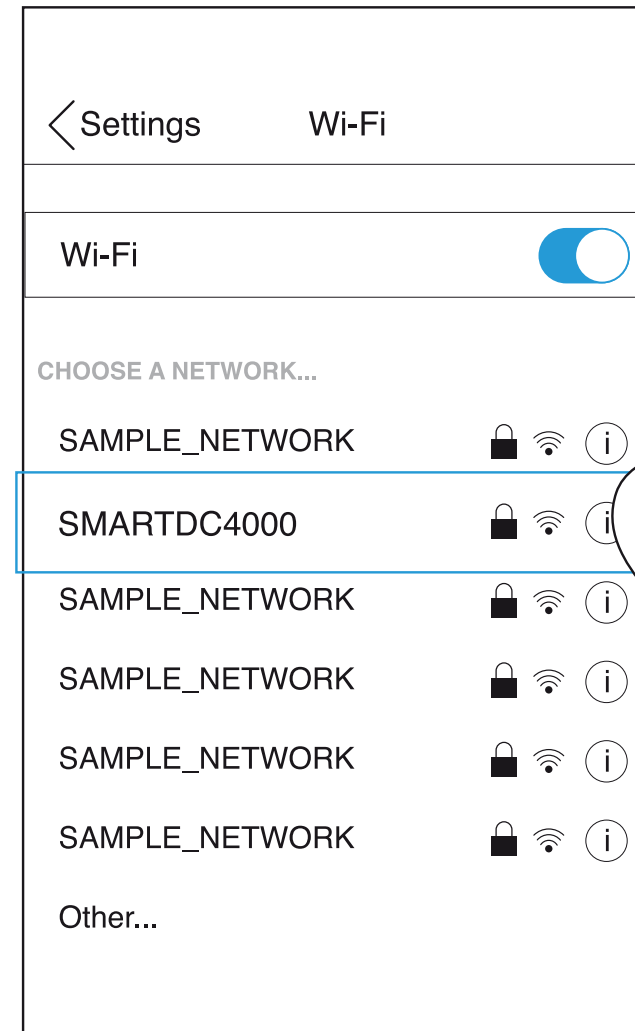 Settings Wi-Fi
Wi-Fi
CHOOSE A NETWORK...
SAMPLE_NETWORK
SMARTDC4000
SAMPLE_NETWORK
SAMPLE_NETWORK
SAMPLE_NETWORK
SAMPLE_NETWORK
Other...